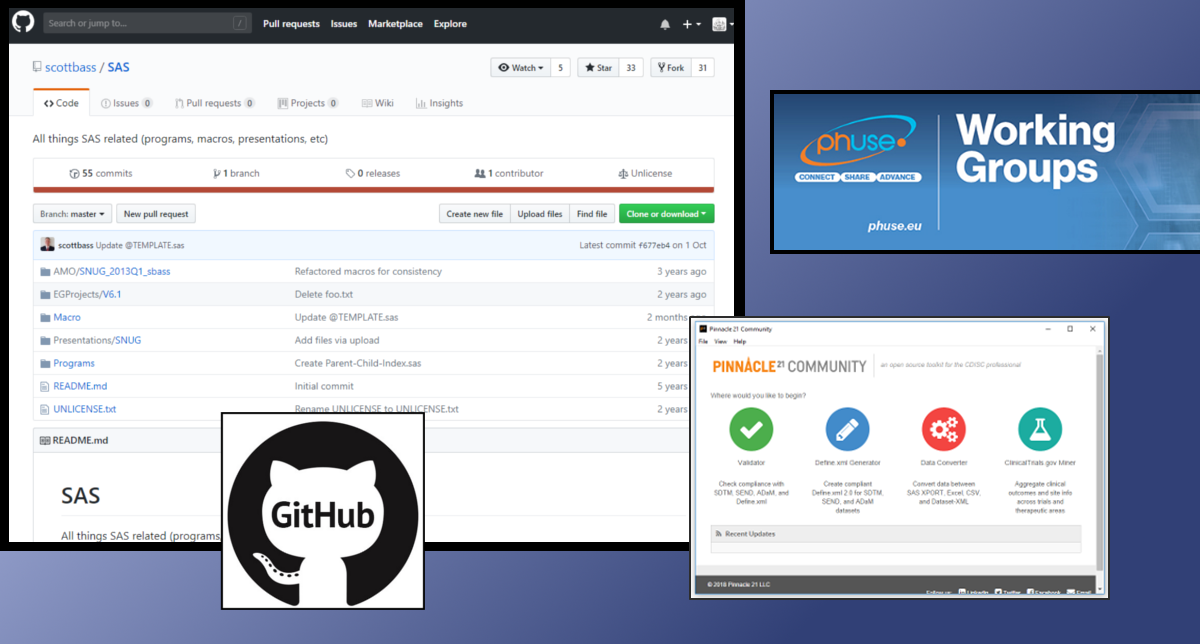 Search or jump to... /
Pull requests Issues Marketplace Explore
scottbass / SAS
Watch 5 Star 33 Fork 31
Code Issues 0 Pull requests 0 Projects 0 Wiki Insights
All things SAS related (programs, macros, presentations, etc)
55 commits 1 branch 0 releases 1 contributor Unlicense
Branch: master New pull request Create new file Upload files Find file Clone or download
scottbass Update @TEMPLATE.sas Latest commit f677eb4 on 1 Oct
AMO/SNUG_2013Q1_sbass Refactored macros for consistency 3 years ago
EGProjects/V6.1 Delete foo.txt 2 years ago
Macro Update @TEMPLATE.sas 2 months
Presentations/SNUG Add files via upload 2 years
Programs Create Parent-Child-Index.sas 2 years
README.md Initial commit 5 years
UNLICENSE.txt Rename UNLICENSE to UNLICENSE.txt 2 years
README.md
SAS
All things SAS related (programs,
GitHub
phuse
CONNECT SHARE ADVANCE
Working
Groups
phuse.eu
Pinnacle 21 Community
File View Help
PINNACLE 21 COMMUNITY an open source toolkit for the CDISC professional
Where would you like to begin?
Validator Define.xml Generator Data Converter ClinicalTrials.gov Miner
Check compliance with Create compliant Convert data between Aggregate clinical
SDTM, SEND, ADaM, and Define.xml 2.0 for SDTM, SAS XPORT, Excel, CSV, outcomes and site info
Define.xml SEND, and ADaM and Dataset-XML across trials and
datasets therapeutic areas
Recent Updates
© 2018 Pinnacle 21 LLC
Follow us: LinkedIn Twitter Facebook Email